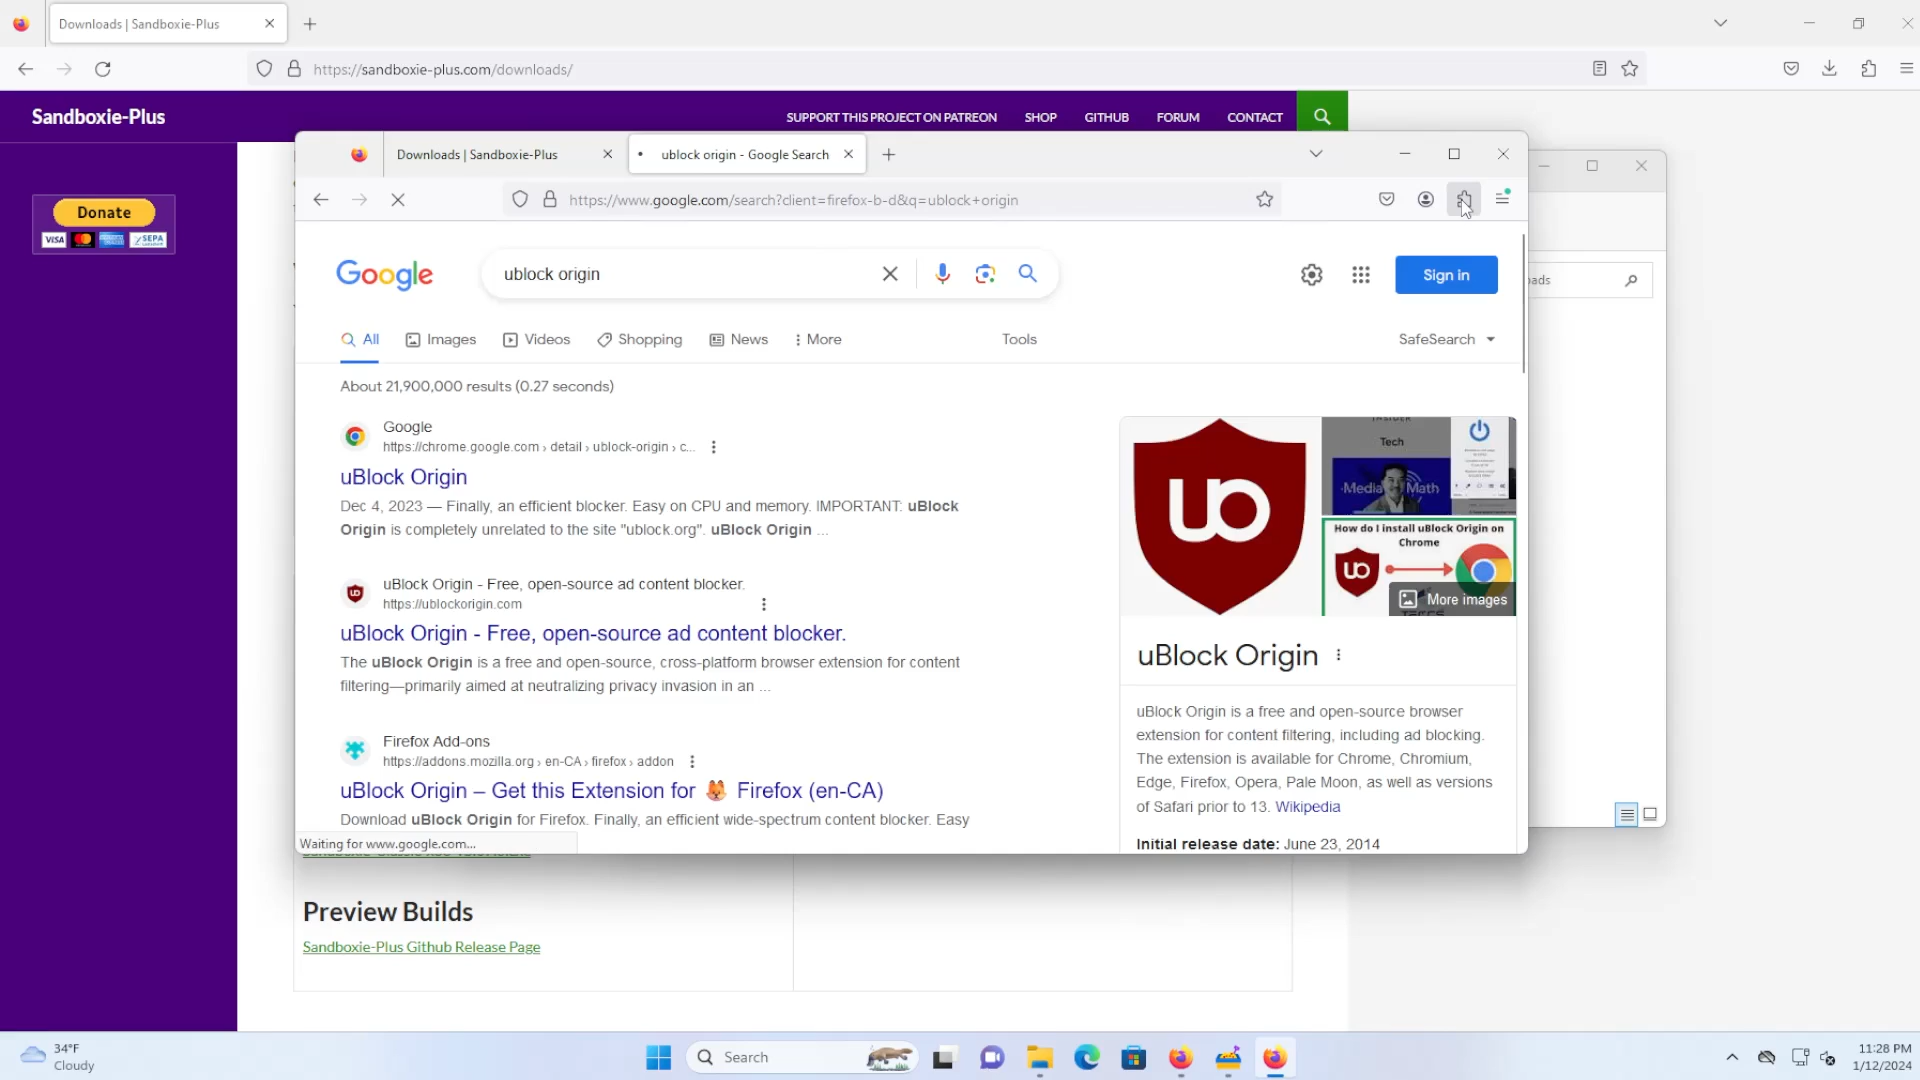 Downloads | Sandboxie-Plus
https://sandboxie-plus.com/downloads/
Sandboxie-Plus
SUPPORT THIS PROJECT ON PATREON
SHOP
GITHUB
FORUM
CONTACT
Donate
VISA
SEPA
Downloads | Sandboxie-Plus
ublock origin - Google Search
https://www.google.com/search?client=firefox-b-d&q=ublock+origin
Google
ublock origin
Sign in
All
Images
Videos
Shopping
News
More
Tools
SafeSearch
About 21,900,000 results (0.27 seconds)
Google
https://chrome.google.com › detail › ublock-origin › c...
uBlock Origin
Dec 4, 2023 — Finally, an efficient blocker. Easy on CPU and memory. IMPORTANT: uBlock
Origin is completely unrelated to the site "ublock.org". uBlock Origin ...
uBlock Origin - Free, open-source ad content blocker.
https://ublockorigin.com
uBlock Origin - Free, open-source ad content blocker.
The uBlock Origin is a free and open-source, cross-platform browser extension for content
filtering—primarily aimed at neutralizing privacy invasion in an ...
Firefox Add-ons
https://addons.mozilla.org › en-CA › firefox › addon
uBlock Origin – Get this Extension for 🦊 Firefox (en-CA)
Download uBlock Origin for Firefox. Finally, an efficient wide-spectrum content blocker. Easy
Waiting for www.google.com...
UO
Tech
Media Math
How do I install uBlock Origin on
Chrome
UO
More images
uBlock Origin
uBlock Origin is a free and open-source browser
extension for content filtering, including ad blocking.
The extension is available for Chrome, Chromium,
Edge, Firefox, Opera, Pale Moon, as well as versions
of Safari prior to 13. Wikipedia
Initial release date: June 23, 2014
Preview Builds
Sandboxie-Plus Github Release Page
34°F
Cloudy
Search
11:28 PM
1/12/2024